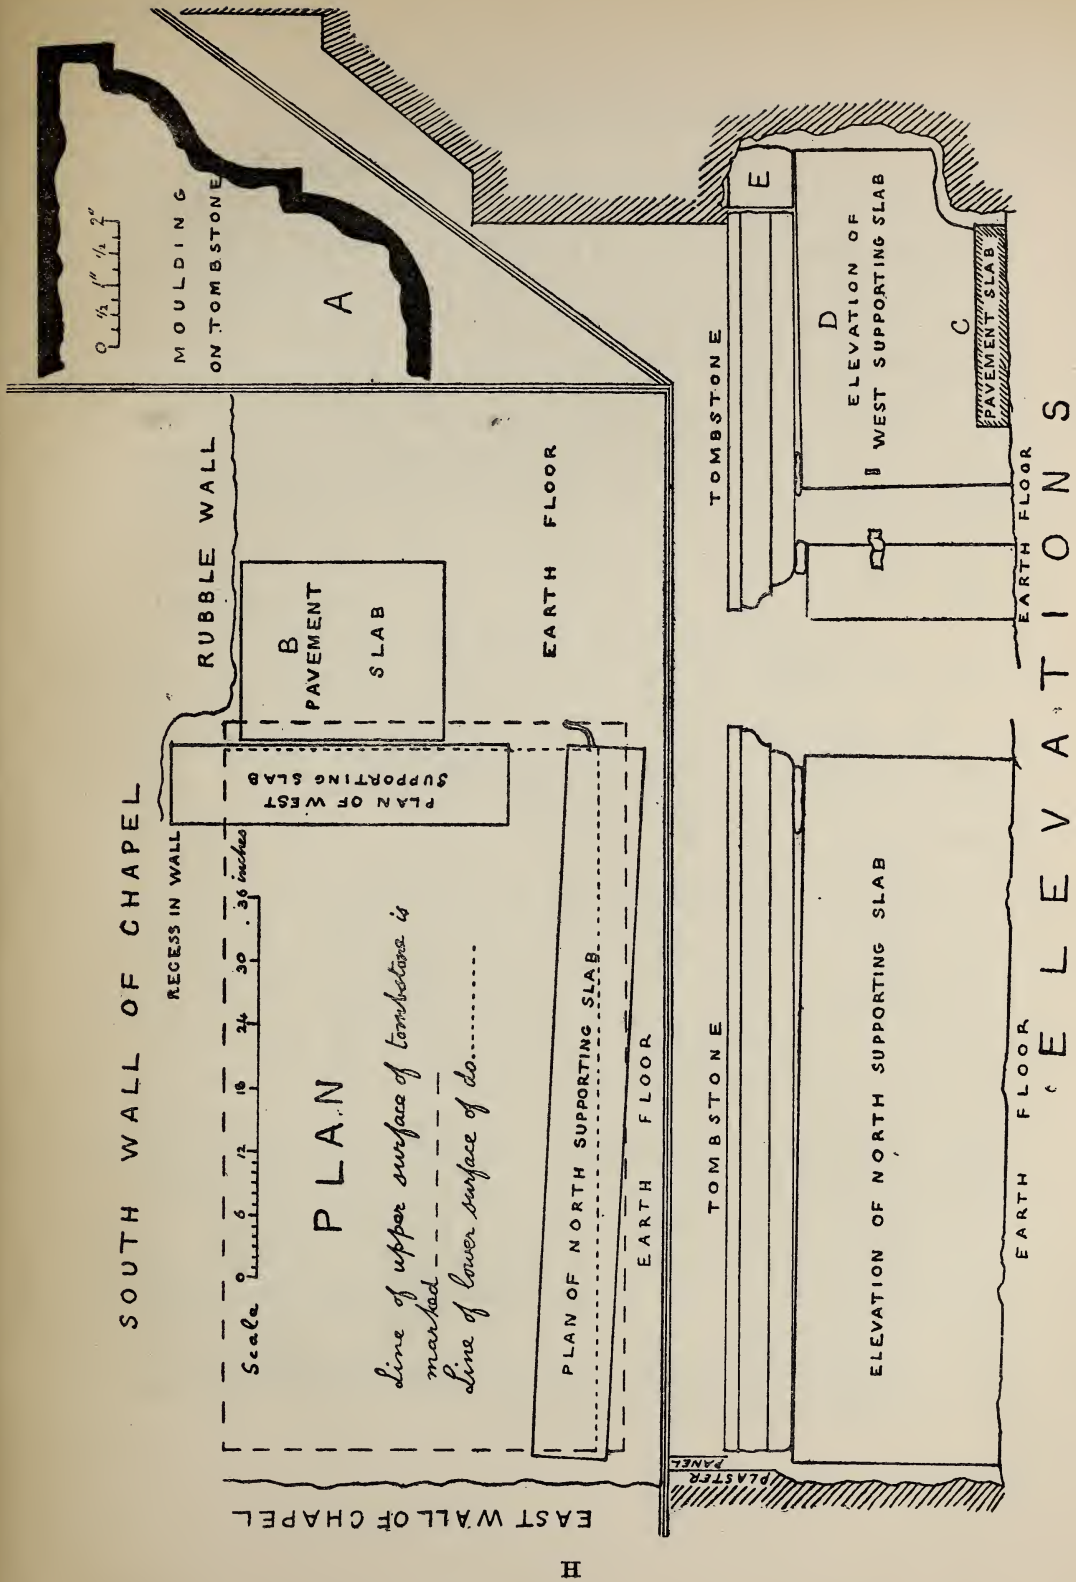 SOUTH WALL OF CHAPEL
RECESS IN WALL
RUBBLE WALL
Scale 0 6 12 18 24 30 36 inches
PLAN
Line of upper surface of tombstone is
marked — — — —
Line of lower surface of do..........
PLAN OF WEST
SUPPORTING SLAB
B
PAVEMENT
SLAB
EARTH FLOOR
PLAN OF NORTH SUPPORTING SLAB
EARTH FLOOR
EAST WALL OF CHAPEL
0 ½ 1" ½ 2"
MOULDING
ON TOMBSTONE
A
PLASTER
PANEL
TOMBSTONE
ELEVATION OF NORTH SUPPORTING SLAB
EARTH FLOOR
TOMBSTONE
E
D
ELEVATION OF
WEST SUPPORTING SLAB
C
PAVEMENT SLAB
EARTH FLOOR
ELEVATIONS
H